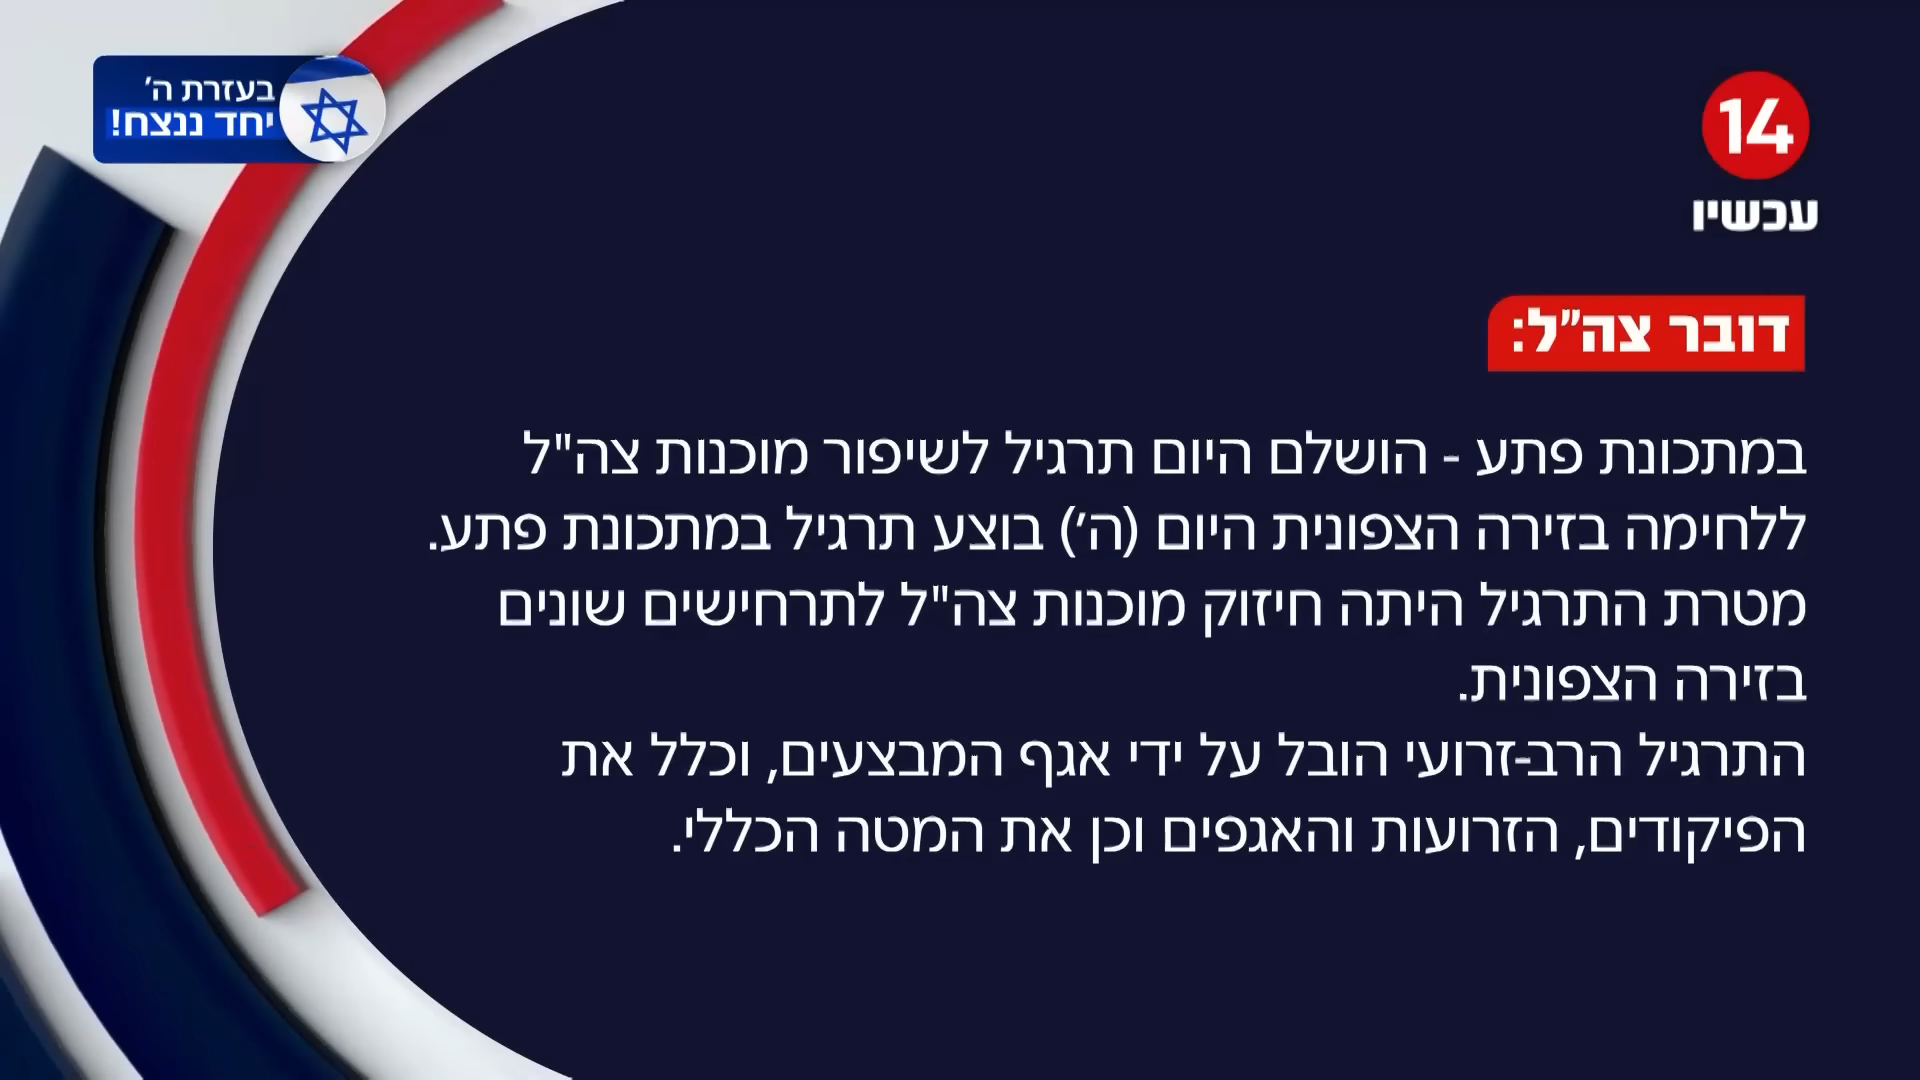 בעזרת ה׳
יחד ננצח!
14
עכשיו
דובר צה״ל:
במתכונת פתע - הושלם היום תרגיל לשיפור מוכנות צה"ל
ללחימה בזירה הצפונית היום (ה׳) בוצע תרגיל במתכונת פתע.
מטרת התרגיל היתה חיזוק מוכנות צה"ל לתרחישים שונים
בזירה הצפונית.
התרגיל הרב-זרועי הובל על ידי אגף המבצעים, וכלל את
הפיקודים, הזרועות והאגפים וכן את המטה הכללי.